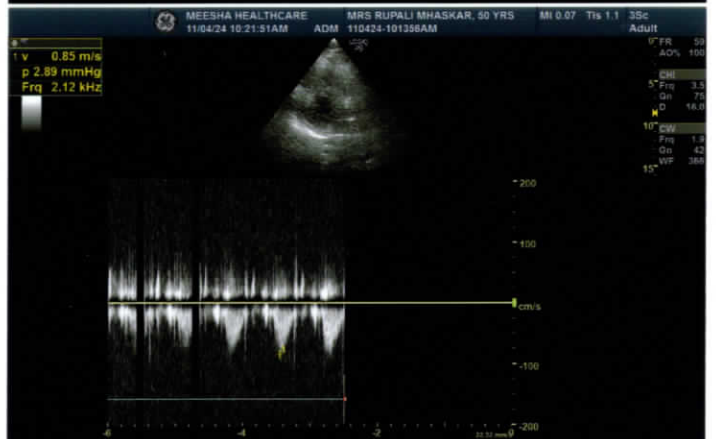 MEESHA HEALTHCARE
11/04/24 10:21:51AM ADM
MRS RUPALI MHASKAR, 50 YRS
110424-101356AM
MI 0.07 TIs 1.1
3Sc
Adult
1 v 0.85 m/s
p 2.89 mmHg
Frq 2.12 kHz
FR 50
AO% 100
CHI
Frq 3.5
Gn 75
D 16.0
CW
Frq 1.9
Gn 42
WF 366
0
5
10
15
200
100
cm/s
-100
-200
-6 -4 -2 0